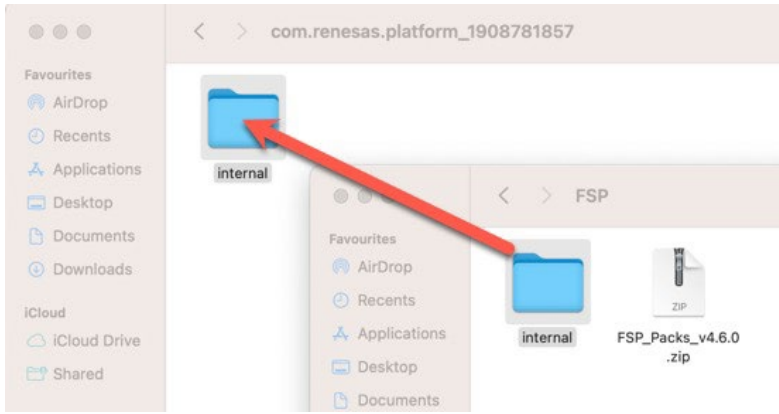 com.renesas.platform_1908781857
Favourites
AirDrop
Recents
Applications
Desktop
Documents
Downloads
iCloud
iCloud Drive
Shared
internal
FSP
Favourites
AirDrop
Recents
Applications
Desktop
Documents
internal
ZIP
FSP_Packs_v4.6.0
.zip